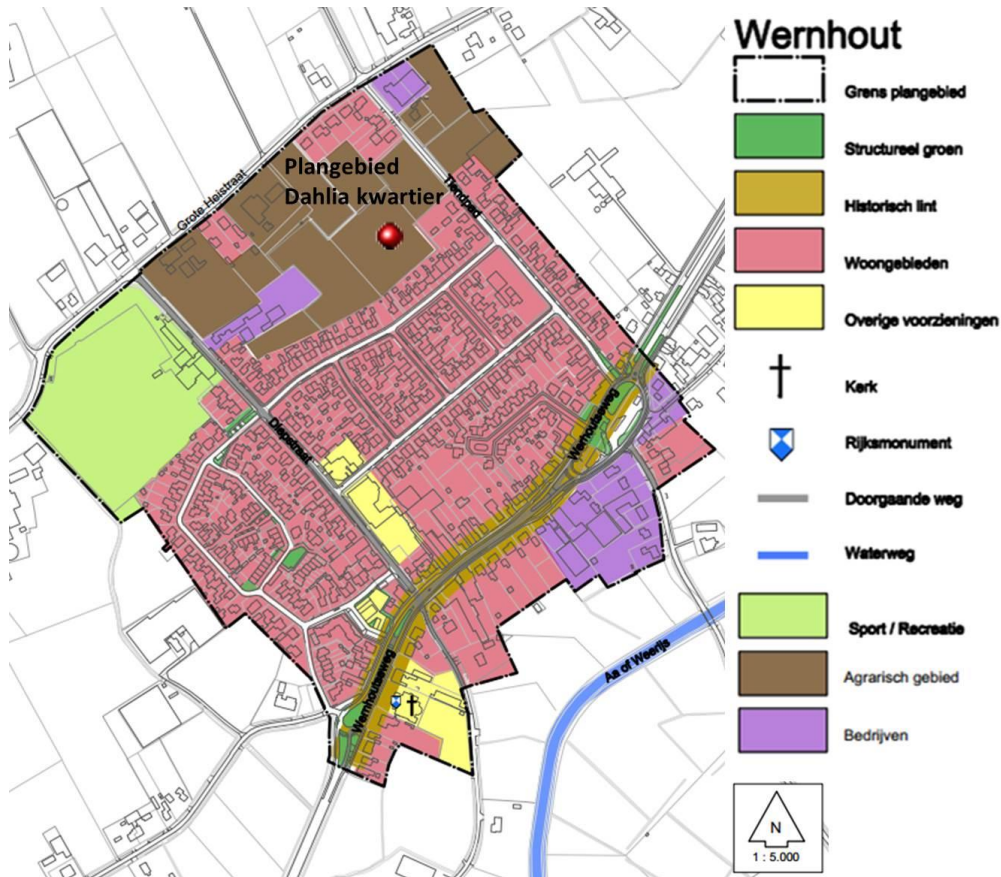 Wernhout
Grens plangebied
Structureel groen
Historisch lint
Woongebieden
Overige voorzieningen
Kerk
Rijksmonument
Doorgaande weg
Waterweg
Sport / Recreatie
Agrarisch gebied
Bedrijven
N
1 : 5.000
Plangebied
Dahlia kwartier
Grote Heistraat
Tiendpad
Diepstraat
Wernhoutseweg
Wernhoutseweg
Aa of Weerijs